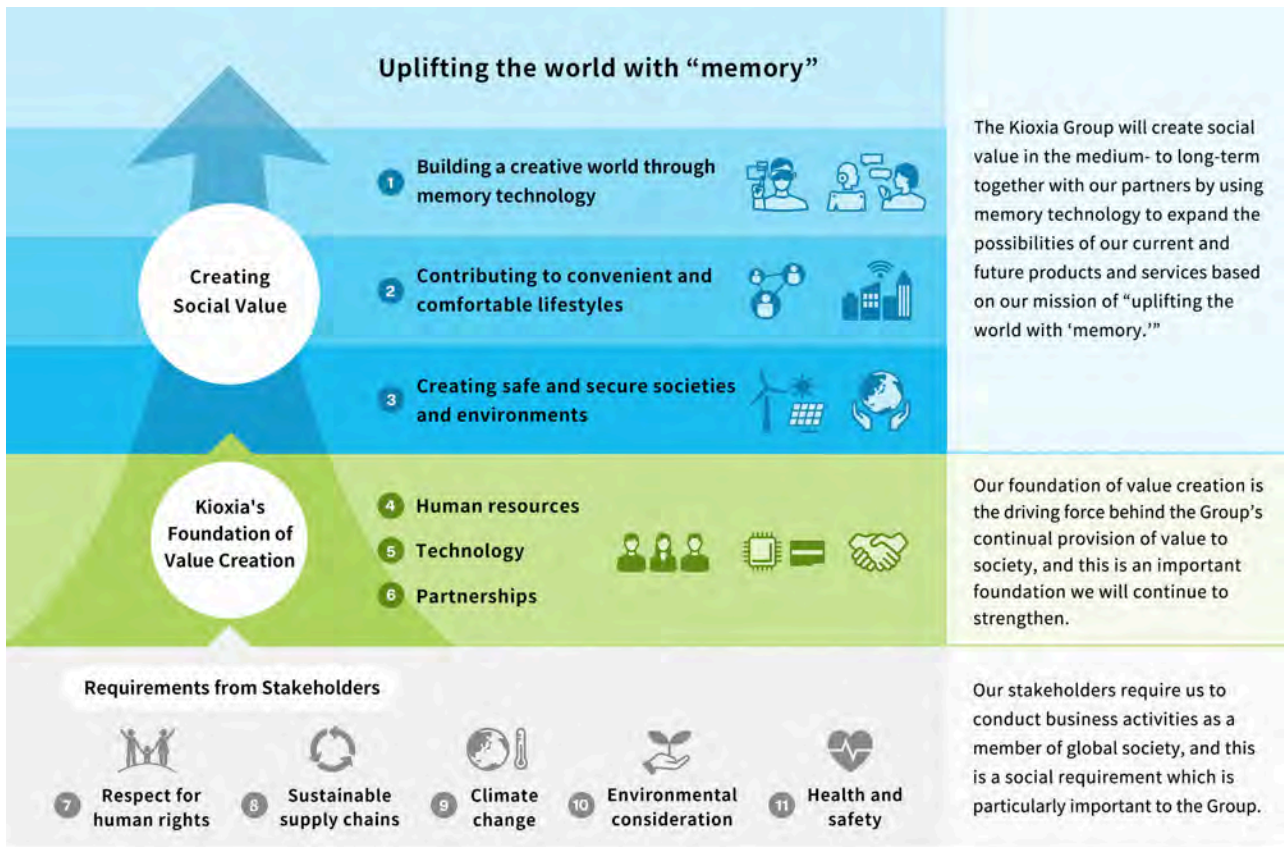 Uplifting the world with “memory”
1
Building a creative world through
memory technology
Creating
Social Value
2
Contributing to convenient and
comfortable lifestyles
3
Creating safe and secure societies
and environments
The Kioxia Group will create social
value in the medium- to long-term
together with our partners by using
memory technology to expand the
possibilities of our current and
future products and services based
on our mission of “uplifting the
world with ‘memory.’”
Kioxia's
Foundation of
Value Creation
4 Human resources
5 Technology
6 Partnerships
Our foundation of value creation is
the driving force behind the Group’s
continual provision of value to
society, and this is an important
foundation we will continue to
strengthen.
Requirements from Stakeholders
7
Respect for
human rights
8
Sustainable
supply chains
9
Climate
change
10
Environmental
consideration
11
Health and
safety
Our stakeholders require us to
conduct business activities as a
member of global society, and this
is a social requirement which is
particularly important to the Group.